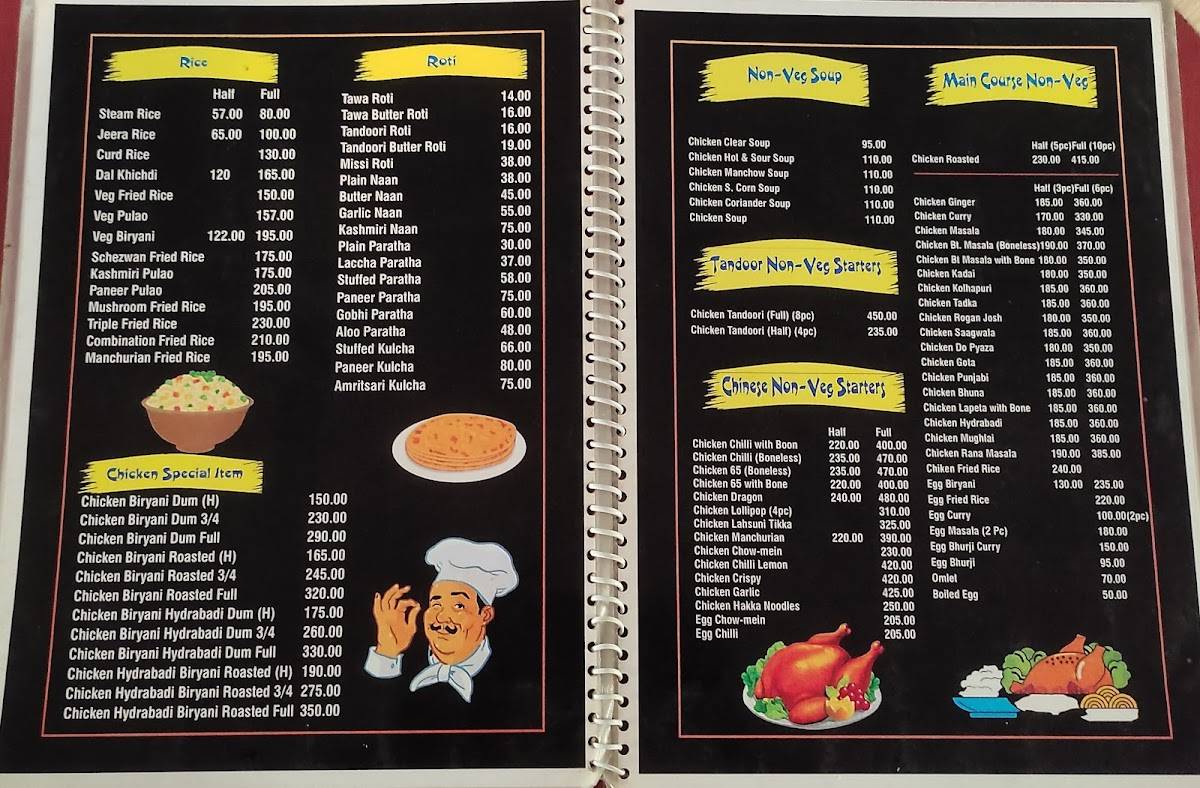 Rice
Half Full
Steam Rice 57.00 80.00
Jeera Rice 65.00 100.00
Curd Rice 130.00
Dal Khichdi 120 165.00
Veg Fried Rice 150.00
Veg Pulao 157.00
Veg Biryani 122.00 195.00
Schezwan Fried Rice 175.00
Kashmiri Pulao 175.00
Paneer Pulao 205.00
Mushroom Fried Rice 195.00
Triple Fried Rice 230.00
Combination Fried Rice 210.00
Manchurian Fried Rice 195.00
Chicken Special Item
Chicken Biryani Dum (H) 150.00
Chicken Biryani Dum 3/4 230.00
Chicken Biryani Dum Full 290.00
Chicken Biryani Roasted (H) 165.00
Chicken Biryani Roasted 3/4 245.00
Chicken Biryani Roasted Full 320.00
Chicken Biryani Hydrabadi Dum (H) 175.00
Chicken Biryani Hydrabadi Dum 3/4 260.00
Chicken Biryani Hydrabadi Dum Full 330.00
Chicken Hydrabadi Biryani Roasted (H) 190.00
Chicken Hydrabadi Biryani Roasted 3/4 275.00
Chicken Hydrabadi Biryani Roasted Full 350.00
Roti
Tawa Roti 14.00
Tawa Butter Roti 16.00
Tandoori Roti 16.00
Tandoori Butter Roti 19.00
Missi Roti 38.00
Plain Naan 38.00
Butter Naan 45.00
Garlic Naan 55.00
Kashmiri Naan 75.00
Plain Paratha 30.00
Laccha Paratha 37.00
Stuffed Paratha 58.00
Paneer Paratha 75.00
Gobhi Paratha 60.00
Aloo Paratha 48.00
Stuffed Kulcha 66.00
Paneer Kulcha 80.00
Amritsari Kulcha 75.00
Non-Veg Soup
Chicken Clear Soup 95.00
Chicken Hot & Sour Soup 110.00
Chicken Manchow Soup 110.00
Chicken S. Corn Soup 110.00
Chicken Coriander Soup 110.00
Chicken Soup 110.00
Tandoor Non-Veg Starters
Chicken Tandoori (Full) (8pc) 450.00
Chicken Tandoori (Half) (4pc) 235.00
Chinese Non-Veg Starters
Half Full
Chicken Chilli with Boon 220.00 400.00
Chicken Chilli (Boneless) 235.00 470.00
Chicken 65 (Boneless) 235.00 470.00
Chicken 65 with Bone 220.00 400.00
Chicken Dragon 240.00 480.00
Chicken Lollipop (4pc) 310.00
Chicken Lahsuni Tikka 325.00
Chicken Manchurian 220.00 390.00
Chicken Chow-mein 230.00
Chicken Chilli Lemon 420.00
Chicken Crispy 420.00
Chicken Garlic 425.00
Chicken Hakka Noodles 250.00
Egg Chow-mein 205.00
Egg Chilli 205.00
Main Course Non-Veg
Half (5pc)Full (10pc)
Chicken Roasted 230.00 415.00
Half (3pc)Full (6pc)
Chicken Ginger 185.00 360.00
Chicken Curry 170.00 330.00
Chicken Masala 180.00 345.00
Chicken Bt. Masala (Boneless)190.00 370.00
Chicken Bt Masala with Bone 180.00 350.00
Chicken Kadai 180.00 350.00
Chicken Kolhapuri 185.00 360.00
Chicken Tadka 185.00 360.00
Chicken Rogan Josh 180.00 350.00
Chicken Saagwala 185.00 360.00
Chicken Do Pyaza 180.00 350.00
Chicken Gota 185.00 360.00
Chicken Punjabi 185.00 360.00
Chicken Bhuna 185.00 360.00
Chicken Lapeta with Bone 185.00 360.00
Chicken Hydrabadi 185.00 360.00
Chicken Mughlai 185.00 360.00
Chicken Rana Masala 190.00 385.00
Chiken Fried Rice 240.00
Egg Biryani 130.00 235.00
Egg Fried Rice 220.00
Egg Curry 100.00(2pc)
Egg Masala (2 Pc) 180.00
Egg Bhurji Curry 150.00
Egg Bhurji 95.00
Omlet 70.00
Boiled Egg 50.00